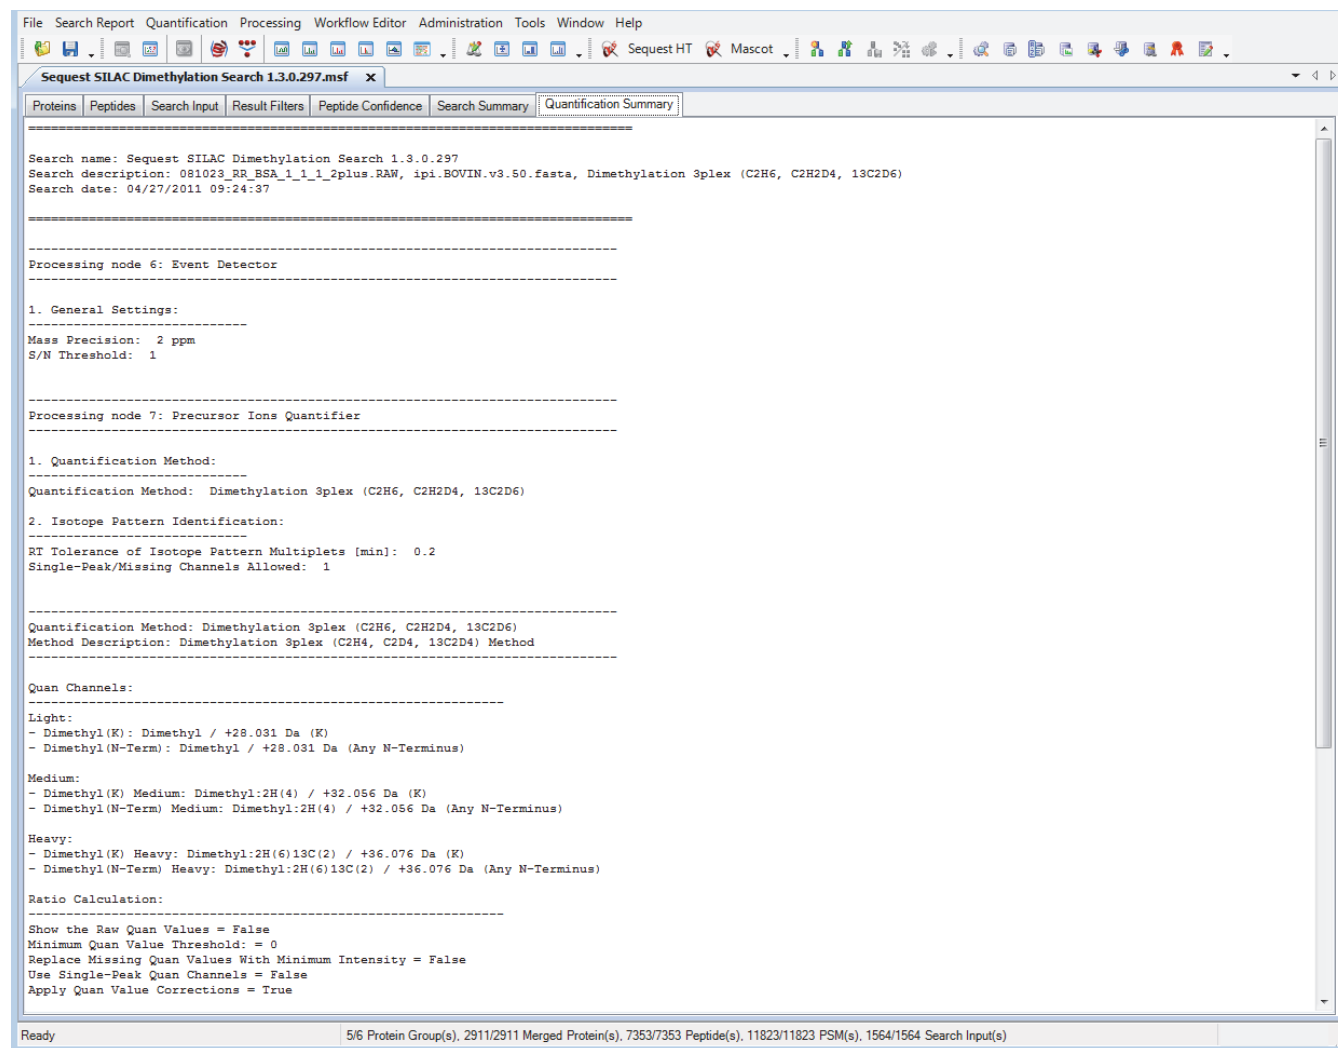 File Search Report Quantification Processing Workflow Editor Administration Tools Window Help
Sequest HT Mascot
Sequest SILAC Dimethylation Search 1.3.0.297.msf x
Proteins Peptides Search Input Result Filters Peptide Confidence Search Summary Quantification Summary
================================================================================
Search name: Sequest SILAC Dimethylation Search 1.3.0.297
Search description: 081023_RR_BSA_1_1_1_2plus.RAW, ipi.BOVIN.v3.50.fasta, Dimethylation 3plex (C2H6, C2H2D4, 13C2D6)
Search date: 04/27/2011 09:24:37
================================================================================
------------------------------------------------------------------------------
Processing node 6: Event Detector
------------------------------------------------------------------------------
1. General Settings:
-----------------------------
Mass Precision: 2 ppm
S/N Threshold: 1
------------------------------------------------------------------------------
Processing node 7: Precursor Ions Quantifier
------------------------------------------------------------------------------
1. Quantification Method:
-----------------------------
Quantification Method: Dimethylation 3plex (C2H6, C2H2D4, 13C2D6)
2. Isotope Pattern Identification:
-----------------------------
RT Tolerance of Isotope Pattern Multiplets [min]: 0.2
Single-Peak/Missing Channels Allowed: 1
------------------------------------------------------------------------------
Quantification Method: Dimethylation 3plex (C2H6, C2H2D4, 13C2D6)
Method Description: Dimethylation 3plex (C2H4, C2D4, 13C2D4) Method
------------------------------------------------------------------------------
Quan Channels:
---------------------------------------------------------------
Light:
- Dimethyl(K): Dimethyl / +28.031 Da (K)
- Dimethyl(N-Term): Dimethyl / +28.031 Da (Any N-Terminus)
Medium:
- Dimethyl(K) Medium: Dimethyl:2H(4) / +32.056 Da (K)
- Dimethyl(N-Term) Medium: Dimethyl:2H(4) / +32.056 Da (Any N-Terminus)
Heavy:
- Dimethyl(K) Heavy: Dimethyl:2H(6)13C(2) / +36.076 Da (K)
- Dimethyl(N-Term) Heavy: Dimethyl:2H(6)13C(2) / +36.076 Da (Any N-Terminus)
Ratio Calculation:
---------------------------------------------------------------
Show the Raw Quan Values = False
Minimum Quan Value Threshold: = 0
Replace Missing Quan Values With Minimum Intensity = False
Use Single-Peak Quan Channels = False
Apply Quan Value Corrections = True
Ready 5/6 Protein Group(s), 2911/2911 Merged Protein(s), 7353/7353 Peptide(s), 11823/11823 PSM(s), 1564/1564 Search Input(s)